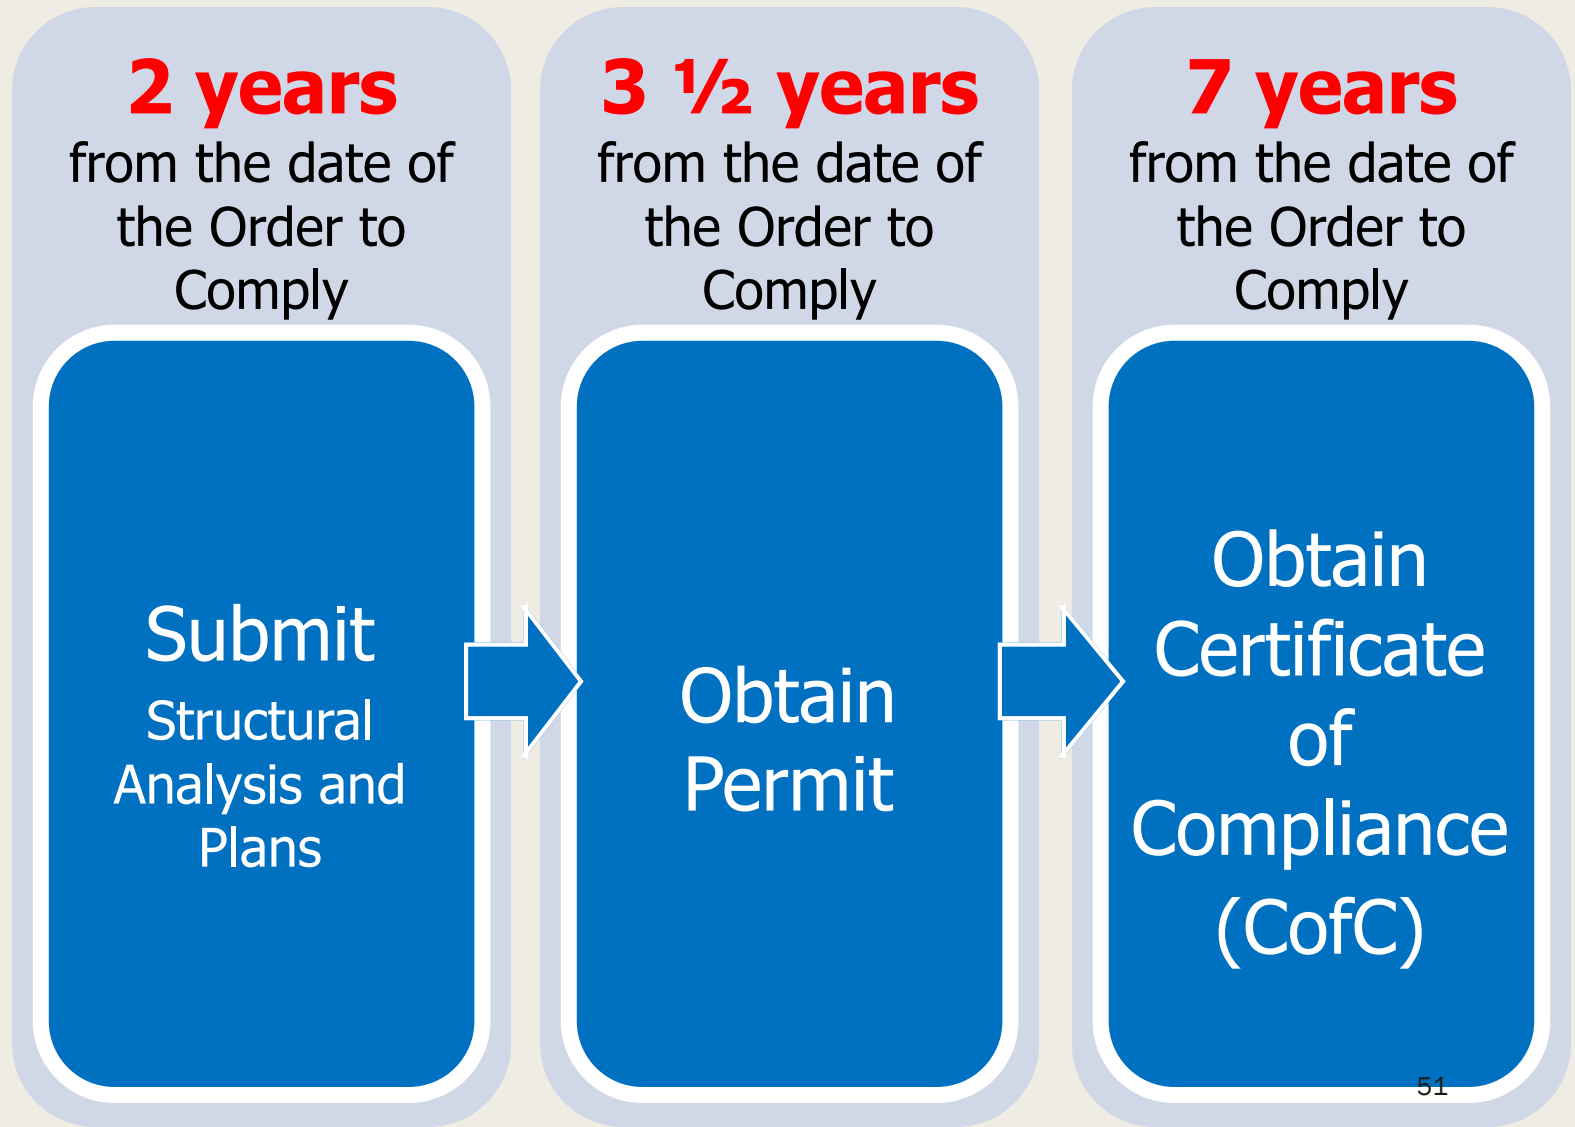 2 years
from the date of
the Order to
Comply
Submit
Structural
Analysis and
Plans
3 ½ years
from the date of
the Order to
Comply
Obtain
Permit
7 years
from the date of
the Order to
Comply
Obtain
Certificate
of
Compliance
(CofC)
51